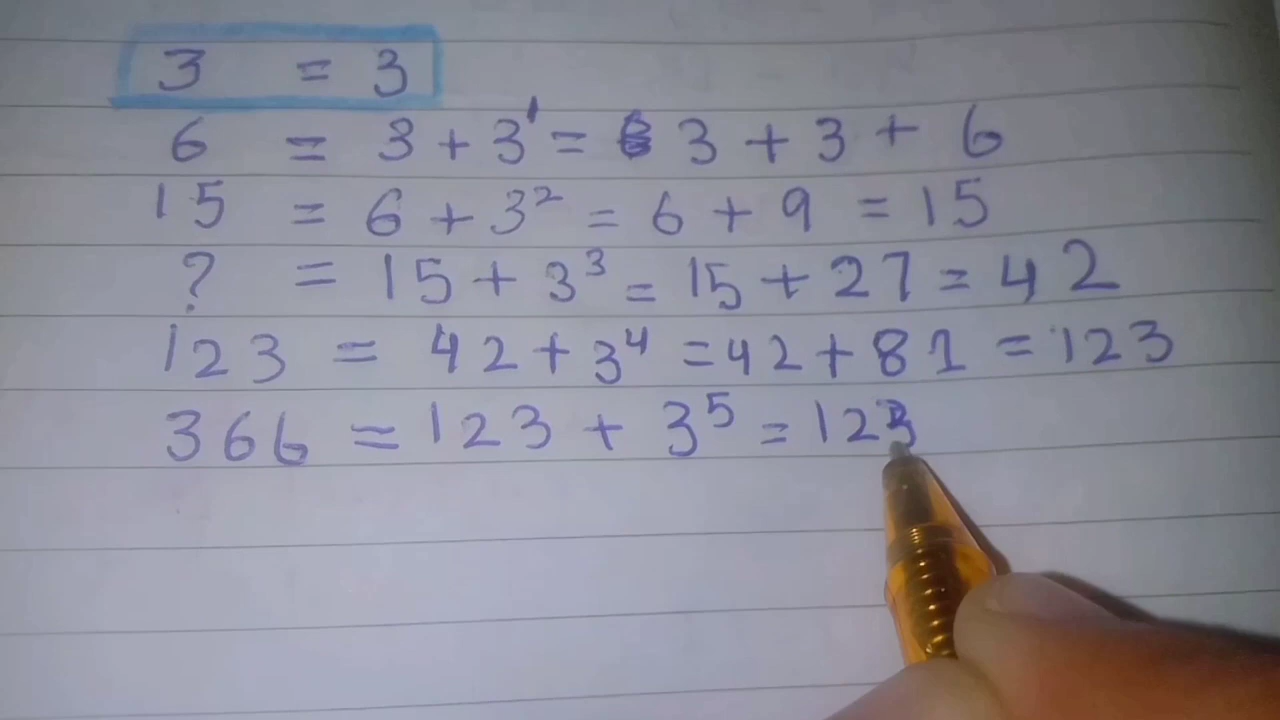 3 = 3
6 = 3 + 3¹ = 3 + 3 + 6
15 = 6 + 3² = 6 + 9 = 15
? = 15 + 3³ = 15 + 27 = 42
123 = 42 + 3⁴ = 42 + 81 = 123
366 = 123 + 3⁵ = 123